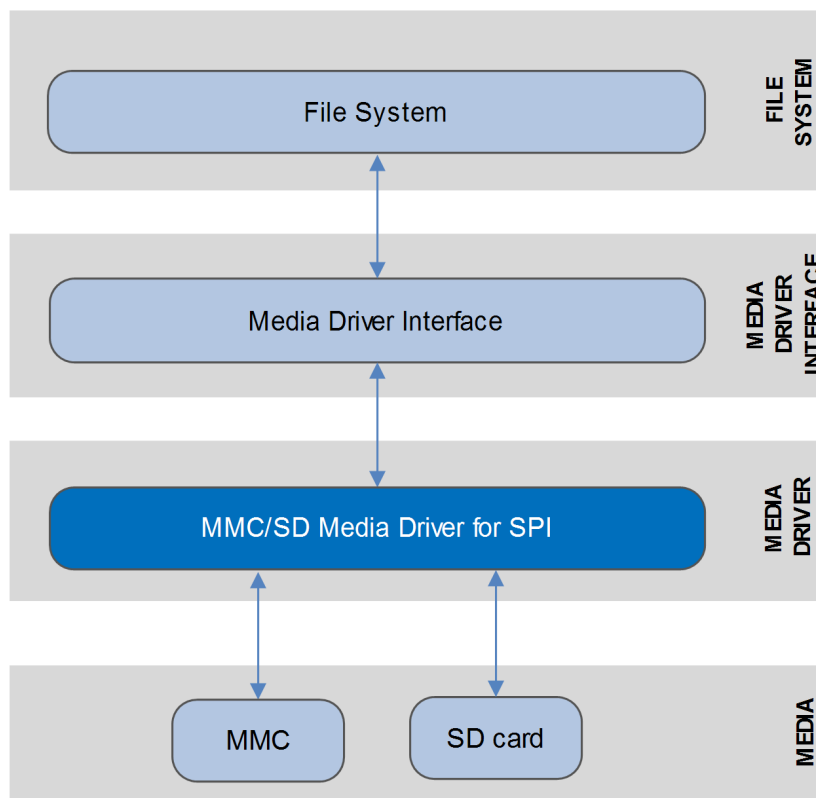 File System
FILE
SYSTEM
Media Driver Interface
MEDIA
DRIVER
INTERFACE
MMC/SD Media Driver for SPI
MEDIA
DRIVER
MMC
SD card
MEDIA